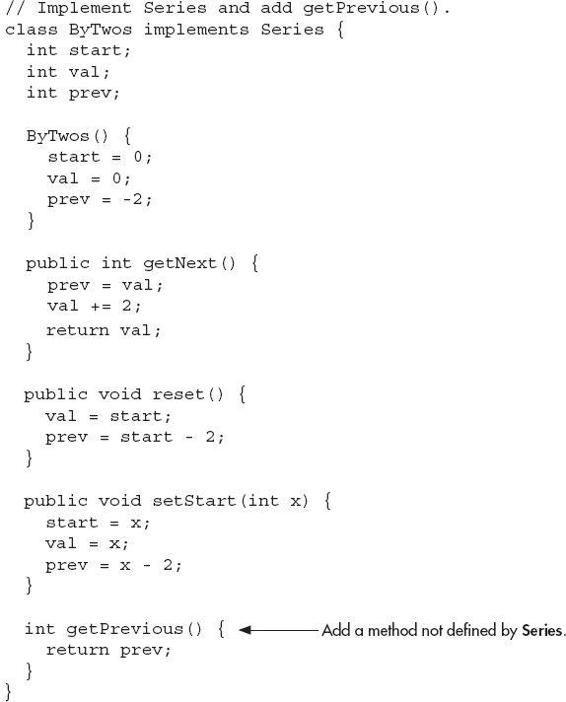 // Implement Series and add getPrevious().
class ByTwos implements Series {
  int start;
  int val;
  int prev;

  ByTwos() {
    start = 0;
    val = 0;
    prev = -2;
  }

  public int getNext() {
    prev = val;
    val += 2;
    return val;
  }

  public void reset() {
    val = start;
    prev = start - 2;
  }

  public void setStart(int x) {
    start = x;
    val = x;
    prev = x - 2;
  }

  int getPrevious() { Add a method not defined by Series.
    return prev;
  }
}